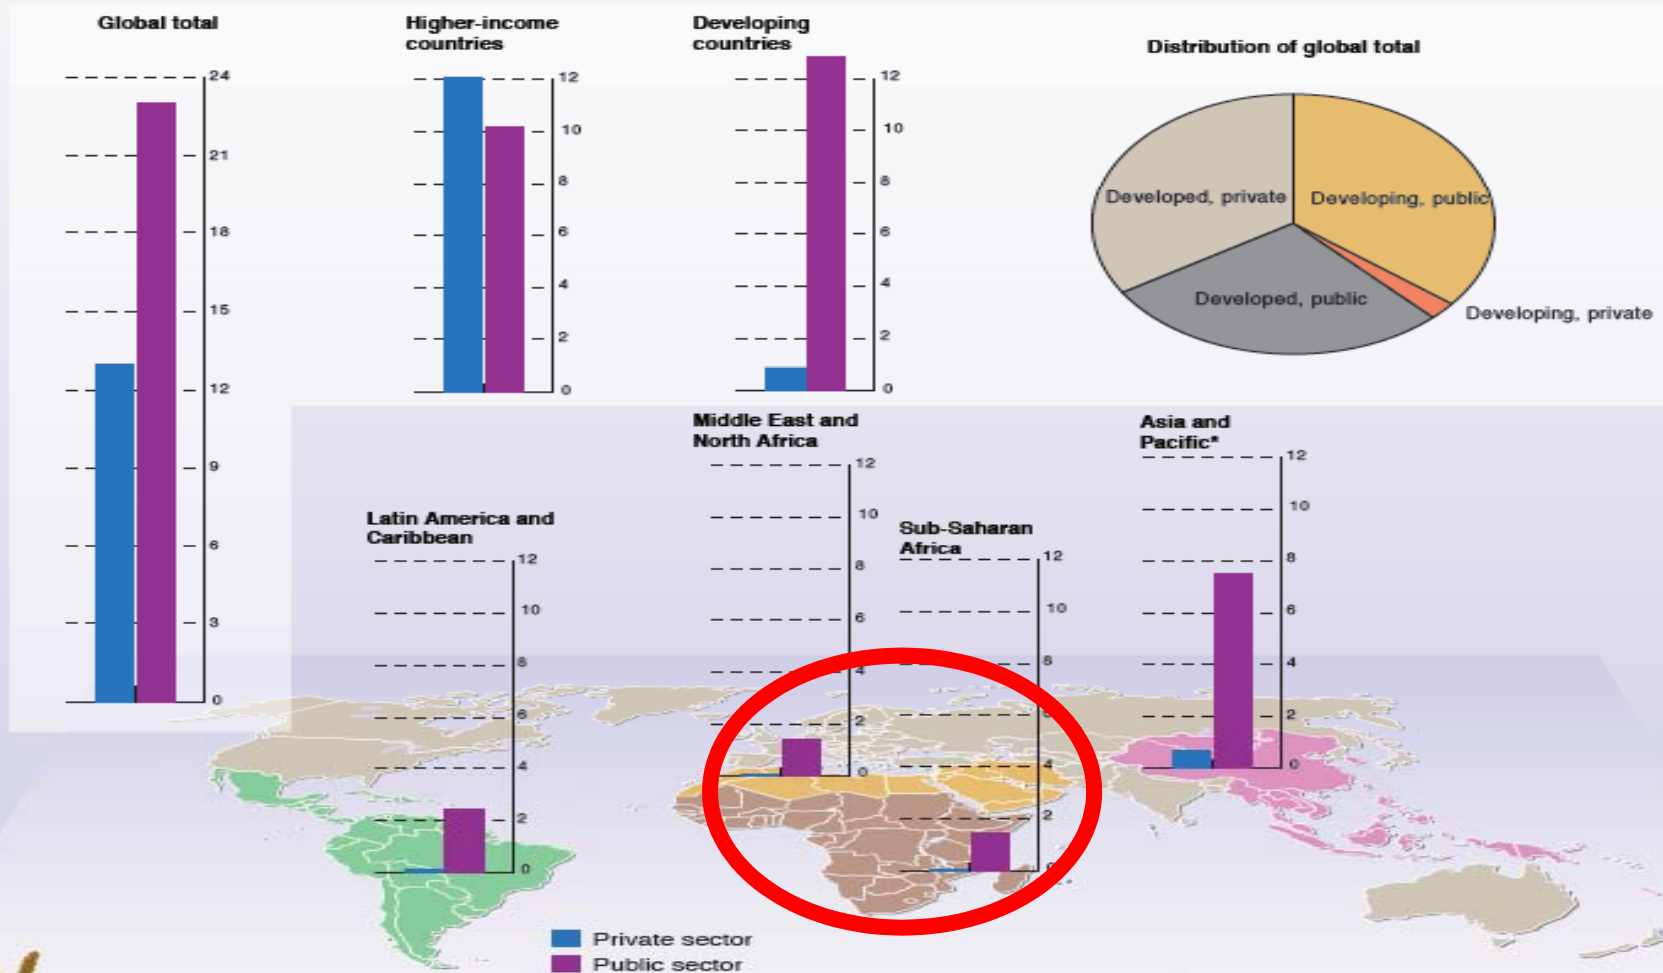 Global total
24
21
18
15
12
9
6
3
0
Higher-income
countries
12
10
8
6
4
2
0
Developing
countries
12
10
8
6
4
2
0
Distribution of global total
Developed, private
Developing, public
Developed, public
Developing, private
Latin America and
Caribbean
12
10
8
6
4
2
0
Middle East and
North Africa
12
10
8
6
4
2
0
Sub-Saharan
Africa
12
10
8
6
4
2
0
Asia and
Pacific*
12
10
8
6
4
2
0
Private sector
Public sector